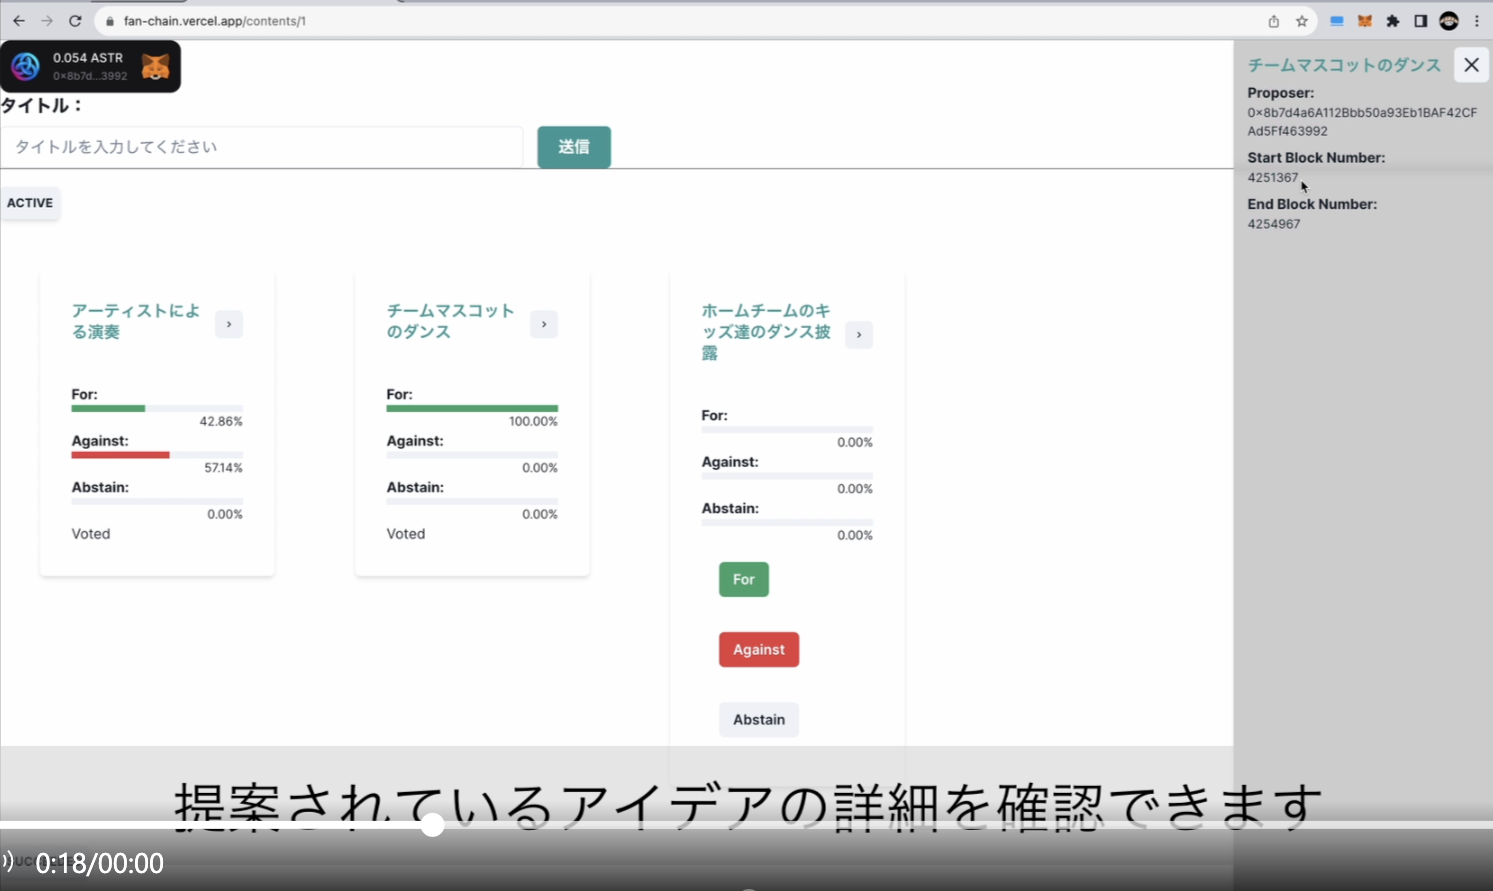 fan-chain.vercel.app/contents/1
0.054 ASTR
0×8b7d...3992
タイトル：
タイトルを入力してください
送信
ACTIVE
アーティストによ
る演奏
For:
42.86%
Against:
57.14%
Abstain:
0.00%
Voted
チームマスコット
のダンス
For:
100.00%
Against:
0.00%
Abstain:
0.00%
Voted
ホームチームのキ
ッズ達のダンス披
露
For:
0.00%
Against:
0.00%
Abstain:
0.00%
For
Against
Abstain
チームマスコットのダンス
Proposer:
0×8b7d4a6A112Bbb50a93Eb1BAF42CF
Ad5Ff463992
Start Block Number:
4251367
End Block Number:
4254967
提案されているアイデアの詳細を確認できます
0:18/00:00